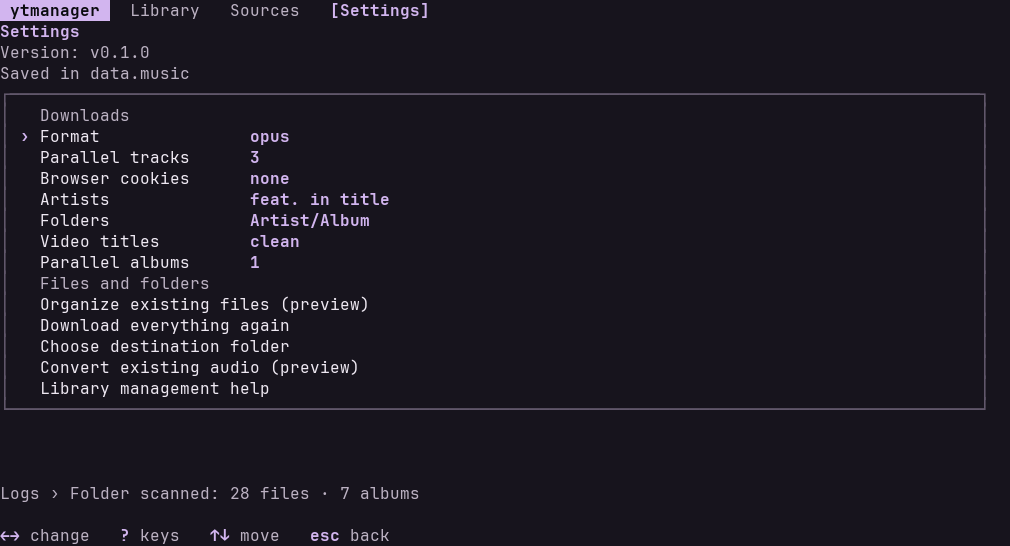 ytmanager Library Sources [Settings]
Settings
Version: v0.1.0
Saved in data.music
Downloads
› Format opus
Parallel tracks 3
Browser cookies none
Artists feat. in title
Folders Artist/Album
Video titles clean
Parallel albums 1
Files and folders
Organize existing files (preview)
Download everything again
Choose destination folder
Convert existing audio (preview)
Library management help
Logs › Folder scanned: 28 files · 7 albums
←→ change ? keys ↑↓ move esc back